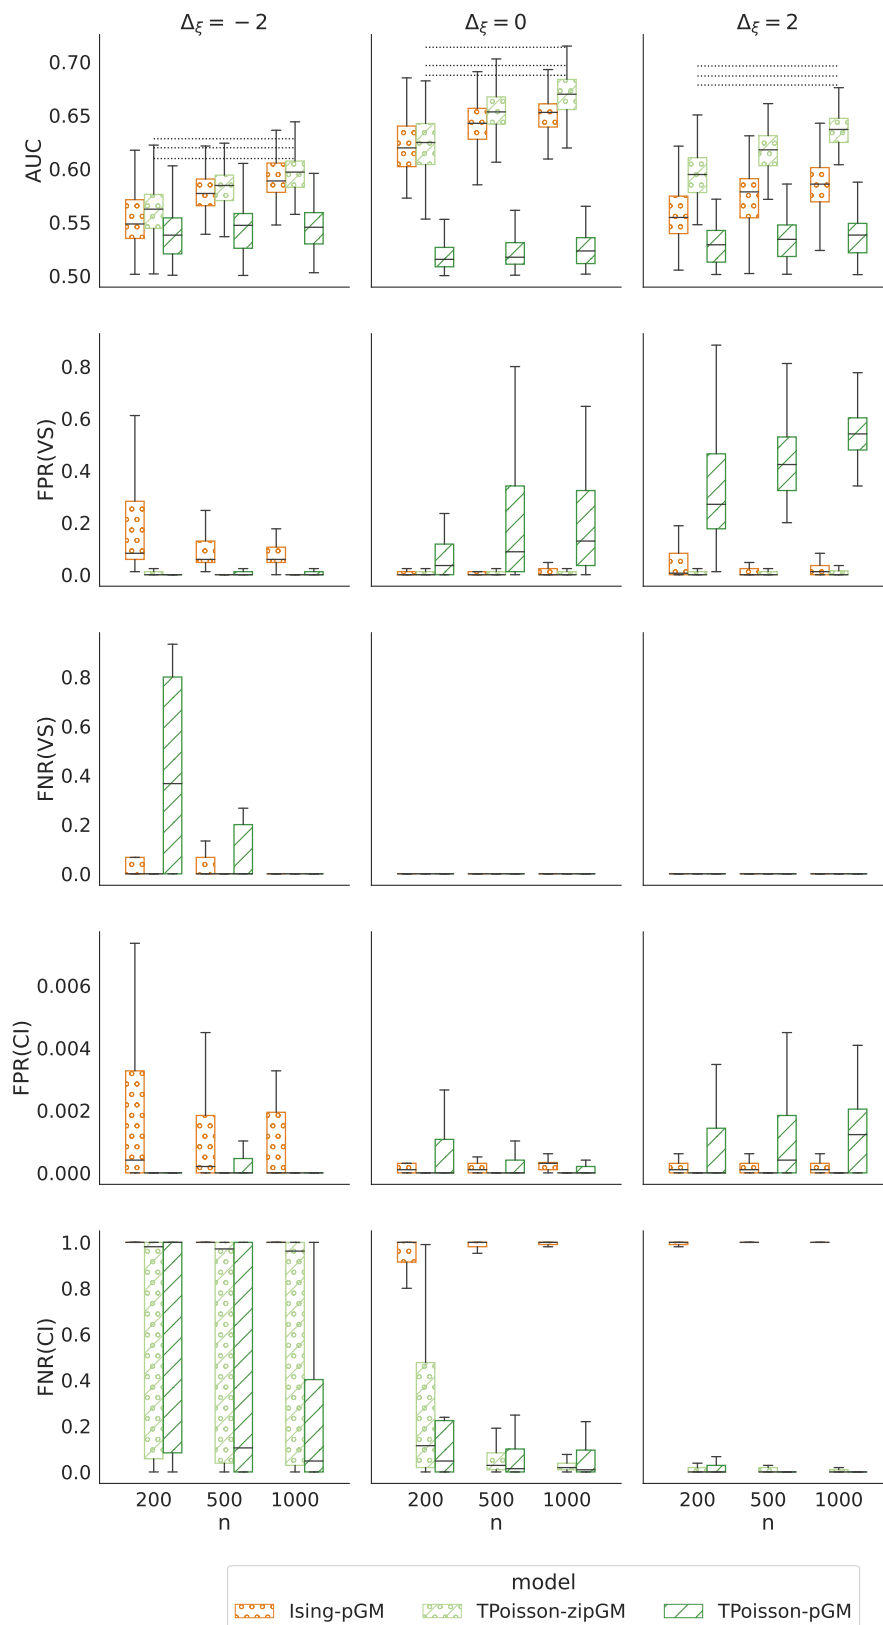 Δξ = −2 Δξ = 0 Δξ = 2
AUC
0.70
0.65
0.60
0.55
0.50
FPR(VS)
0.8
0.6
0.4
0.2
0.0
FNR(VS)
0.8
0.6
0.4
0.2
0.0
FPR(CI)
0.006
0.004
0.002
0.000
FNR(CI)
1.0
0.8
0.6
0.4
0.2
0.0
200 500 1000 200 500 1000 200 500 1000
n n n
model
Ising-pGM TPoisson-zipGM TPoisson-pGM